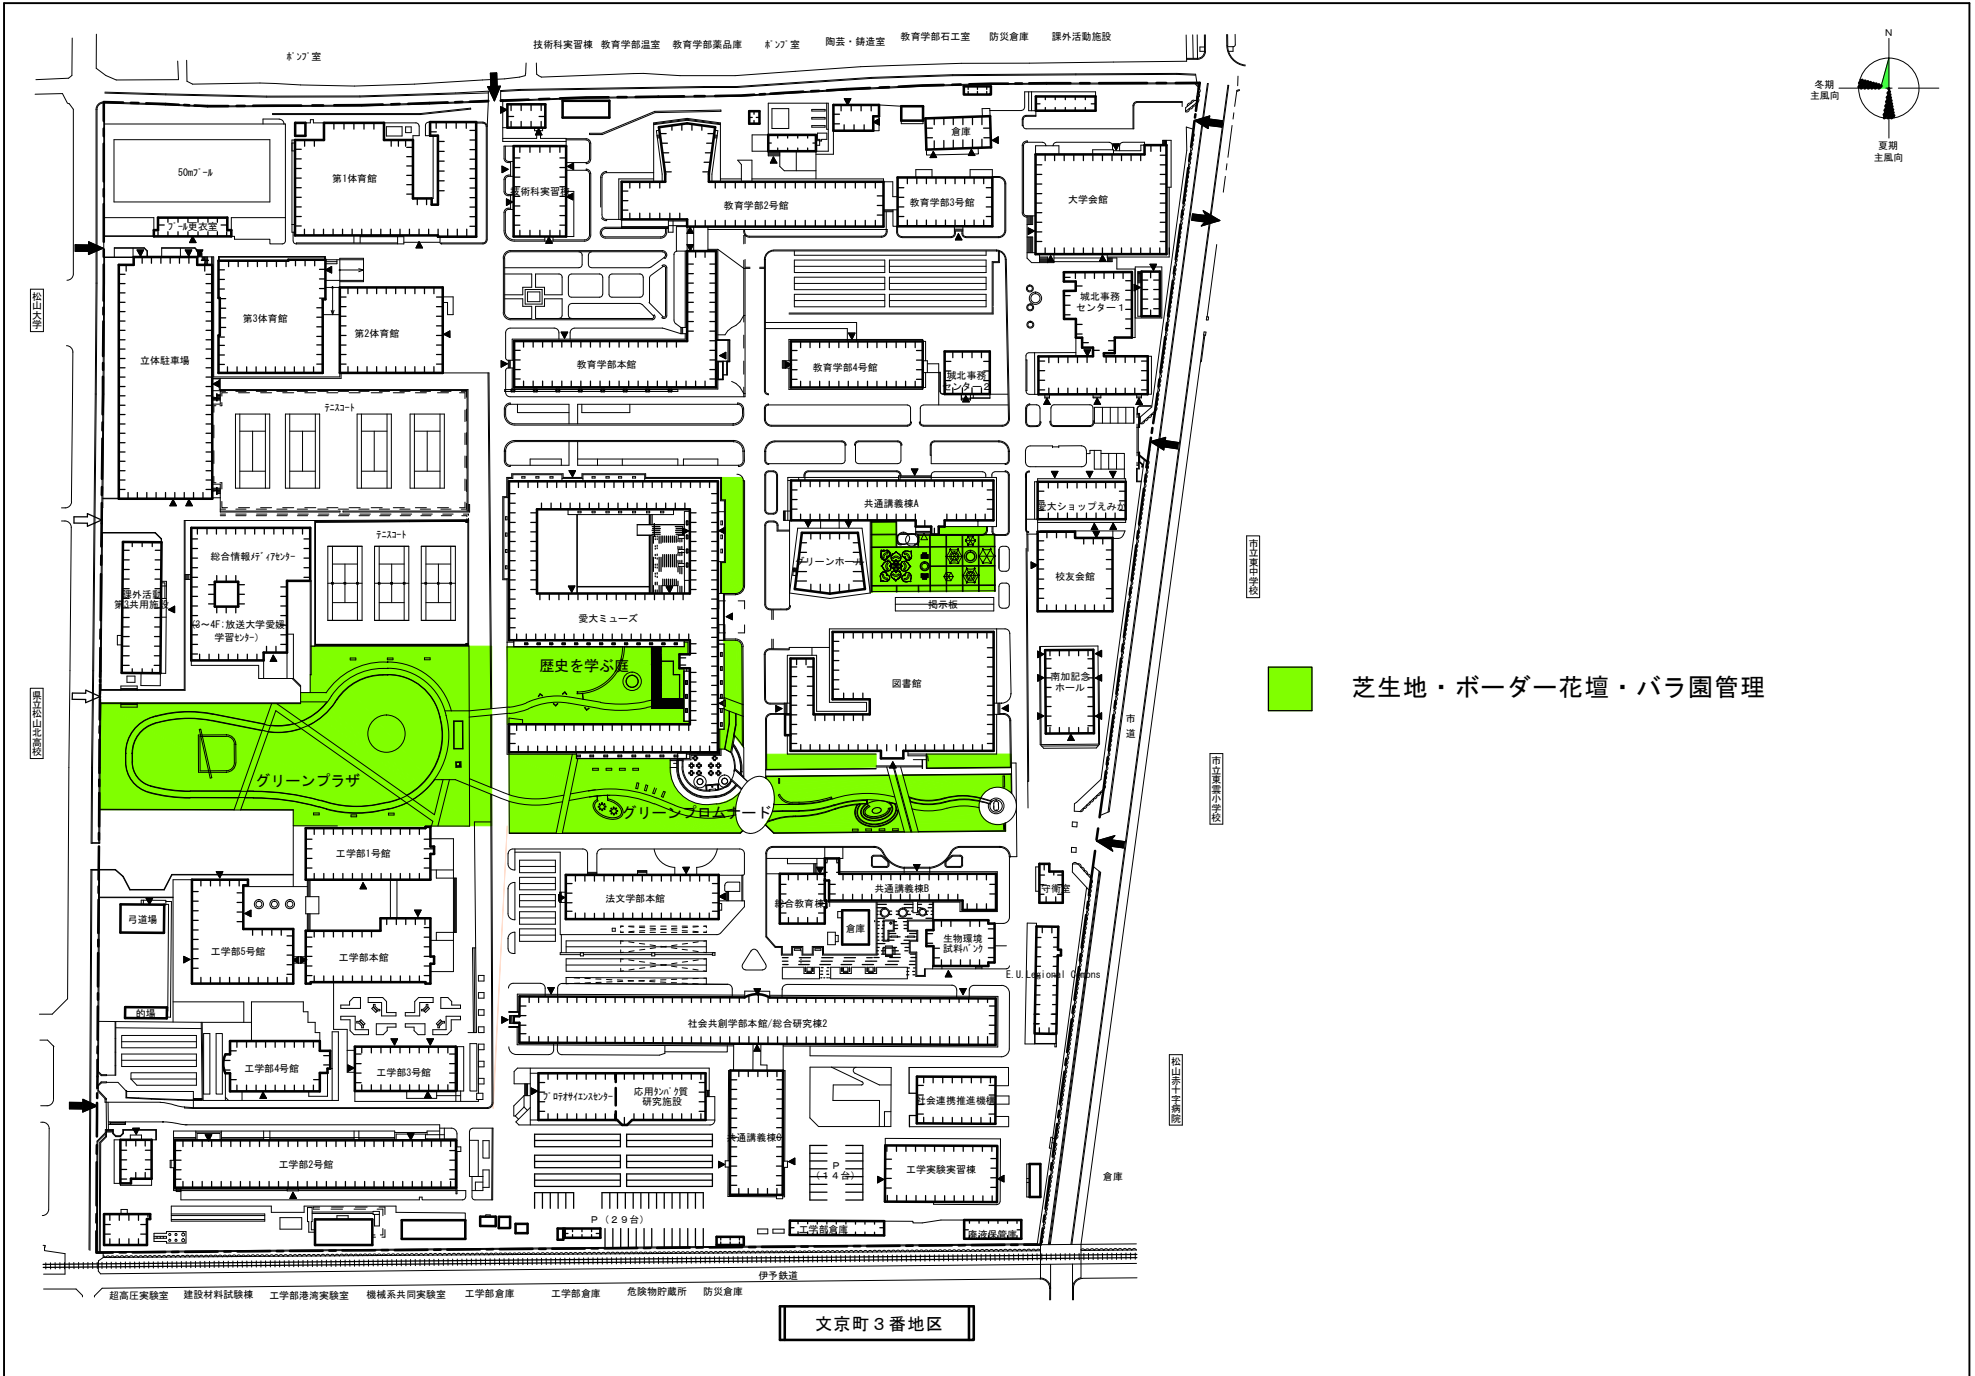 ﾎﾟﾝﾌﾟ室
技術科実習棟
教育学部温室
教育学部薬品庫
ﾎﾟﾝﾌﾟ室
陶芸・鋳造室
教育学部石工室
防災倉庫
課外活動施設
N
冬期
主風向
夏期
主風向
50mﾌﾟｰﾙ
第1体育館
ﾌﾟｰﾙ更衣室
技術科実習棟
教育学部2号館
教育学部3号館
倉庫
大学会館
松山大学
立体駐車場
第3体育館
第2体育館
教育学部本館
教育学部4号館
城北事務
センター1
城北事務
センター2
ﾃﾆｽｺｰﾄ
共通講義棟A
愛大ショップえみか
総合情報ﾒﾃﾞｨｱｾﾝﾀｰ
ﾃﾆｽｺｰﾄ
グリーンホール
校友会館
市立東中学校
課外活動
第3共用施設
(3～4F:放送大学愛媛
学習ｾﾝﾀｰ)
愛大ミューズ
掲示板
歴史を学ぶ庭
図書館
南加記念
ホール
県立松山北高校
市道
芝生地・ボーダー花壇・バラ園管理
グリーンプラザ
グリーンプロムナード
市立東雲小学校
工学部1号館
法文学部本館
総合教育棟1
共通講義棟B
守衛室
弓道場
工学部5号館
工学部本館
倉庫
生物環境
試料ﾊﾞﾝｸ
的場
社会共創学部本館/総合研究棟2
工学部4号館
工学部3号館
ﾌﾟﾛﾃｵｻｲｴﾝｽｾﾝﾀｰ
応用ﾀﾝﾊﾟｸ質
研究施設
社会連携推進機構
松山赤十字病院
共通講義棟C
工学部2号館
P
(14台)
工学実験実習棟
倉庫
P (29台)
工学部倉庫
廃液保管庫
伊予鉄道
超高圧実験室
建設材料試験棟
工学部港湾実験室
機械系共同実験室
工学部倉庫
工学部倉庫
危険物貯蔵所
防災倉庫
文京町3番地区